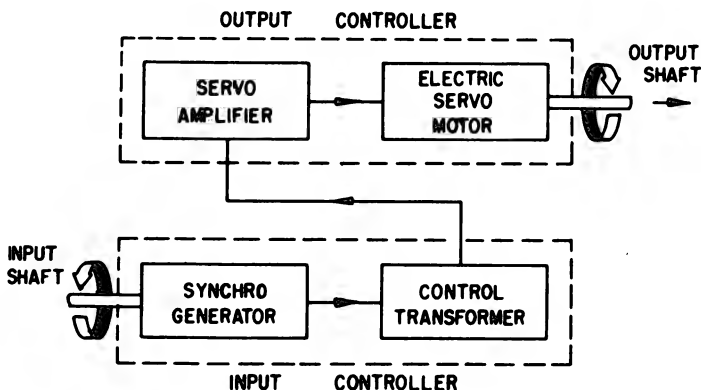 OUTPUT CONTROLLER
SERVO
AMPLIFIER
ELECTRIC
SERVO
MOTOR
OUTPUT
SHAFT
INPUT
SHAFT
SYNCHRO
GENERATOR
CONTROL
TRANSFORMER
INPUT CONTROLLER